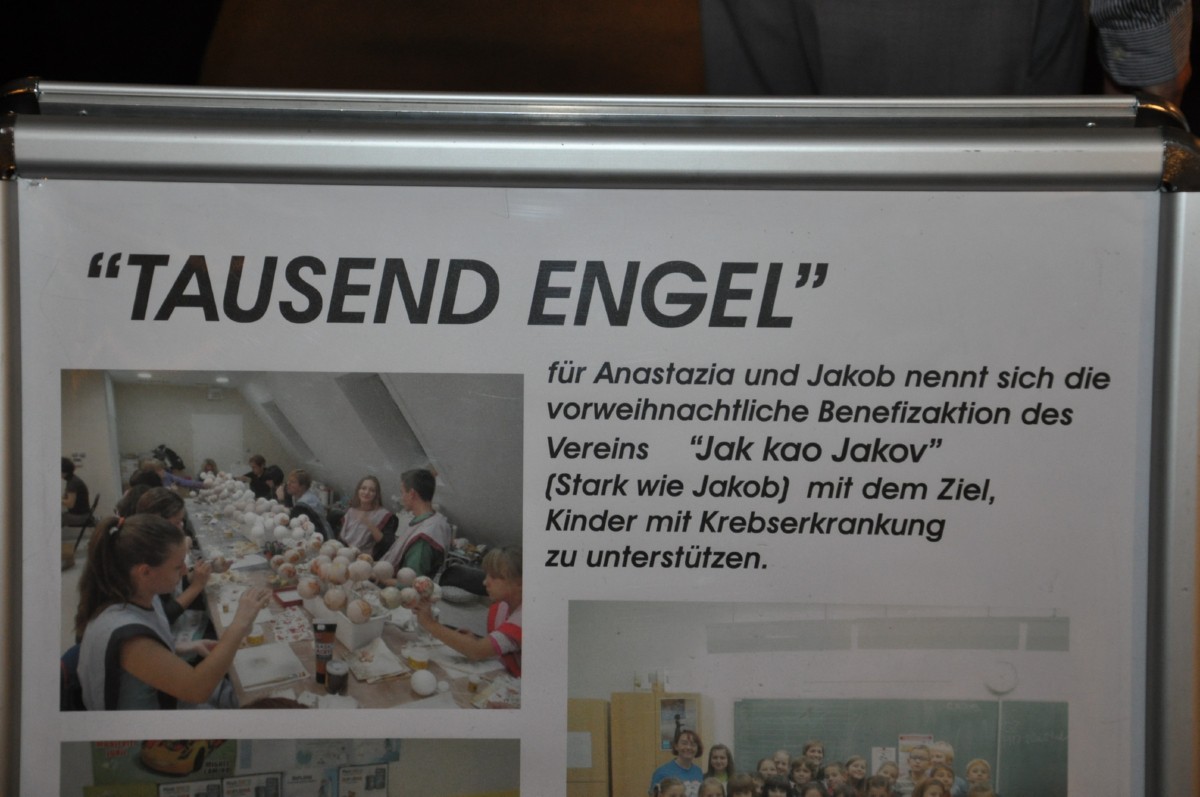 “TAUSEND ENGEL”
für Anastazia und Jakob nennt sich die
vorweihnachtliche Benefizaktion des
Vereins “Jak kao Jakov”
(Stark wie Jakob) mit dem Ziel,
Kinder mit Krebserkrankung
zu unterstützen.